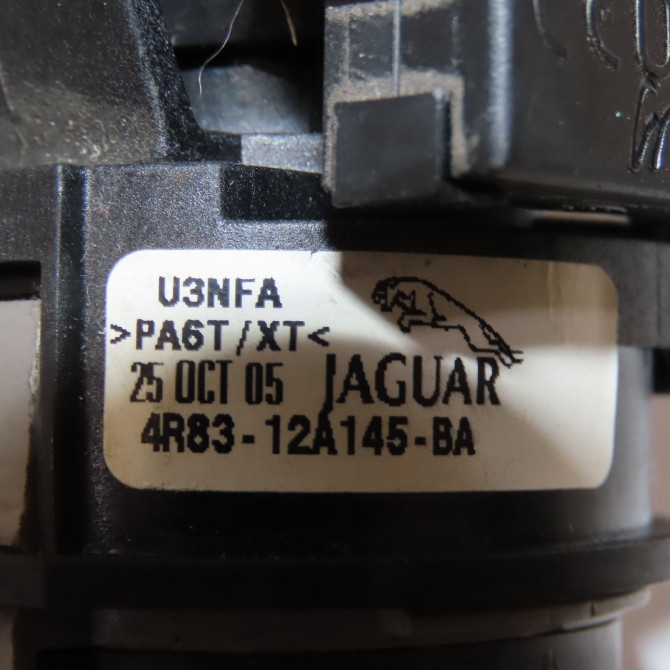 U3NFA
>PA6T/XT<
25 OCT 05 JAGUAR
4R83-12A145-BA